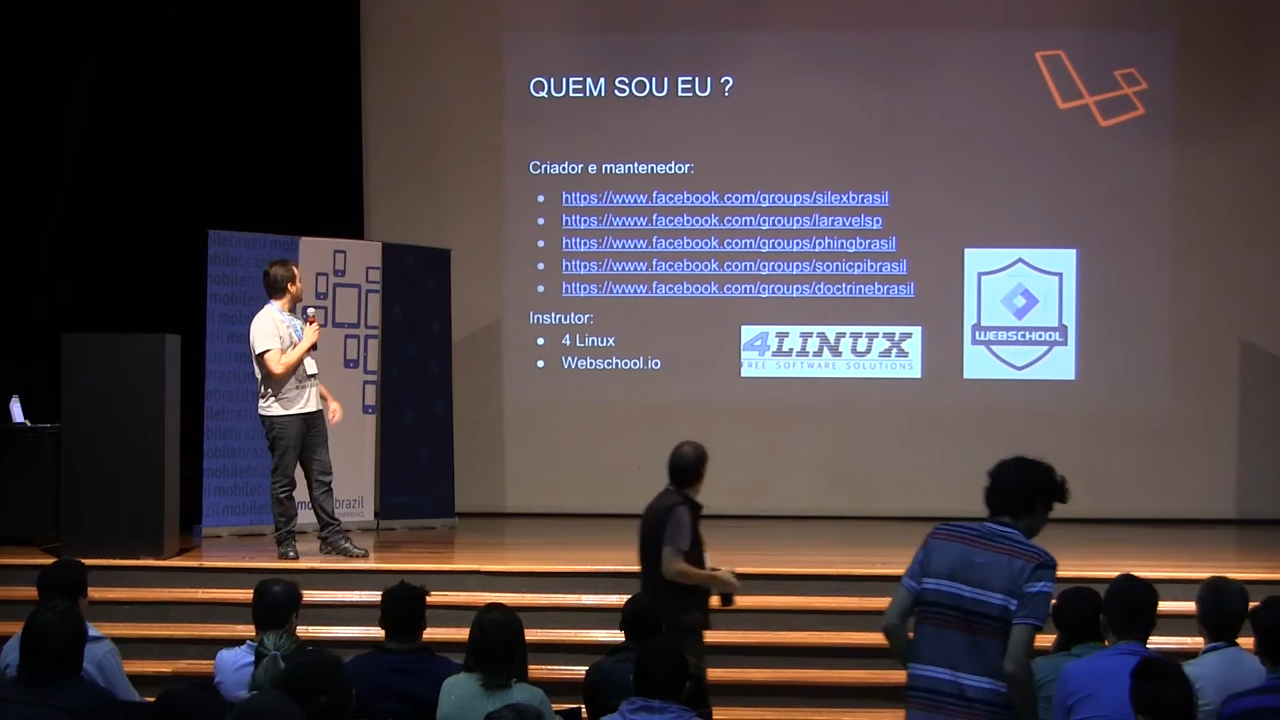 QUEM SOU EU ?
Criador e mantenedor:
https://www.facebook.com/groups/silexbrasil
https://www.facebook.com/groups/laravelsp
https://www.facebook.com/groups/phingbrasil
https://www.facebook.com/groups/sonicpibrasil
https://www.facebook.com/groups/doctrinebrasil
Instrutor:
4 Linux
Webschool.io
4LINUX
FREE SOFTWARE SOLUTIONS
WEBSCHOOL
mobilebrazil